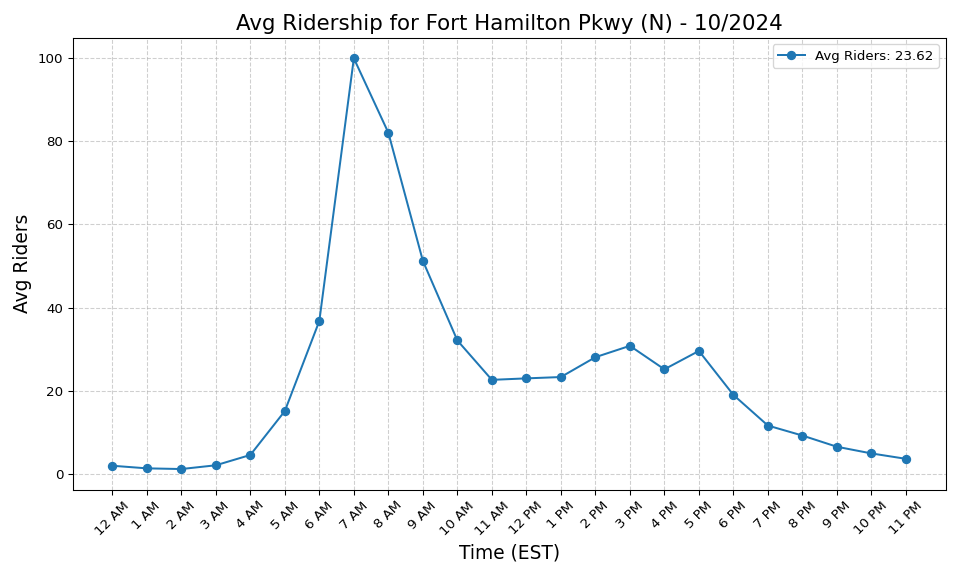 Avg Ridership for Fort Hamilton Pkwy (N) - 10/2024
Avg Riders: 23.62
Avg Riders
100
80
60
40
20
0
12 AM
1 AM
2 AM
3 AM
4 AM
5 AM
6 AM
7 AM
8 AM
9 AM
10 AM
11 AM
12 PM
1 PM
2 PM
3 PM
4 PM
5 PM
6 PM
7 PM
8 PM
9 PM
10 PM
11 PM
Time (EST)